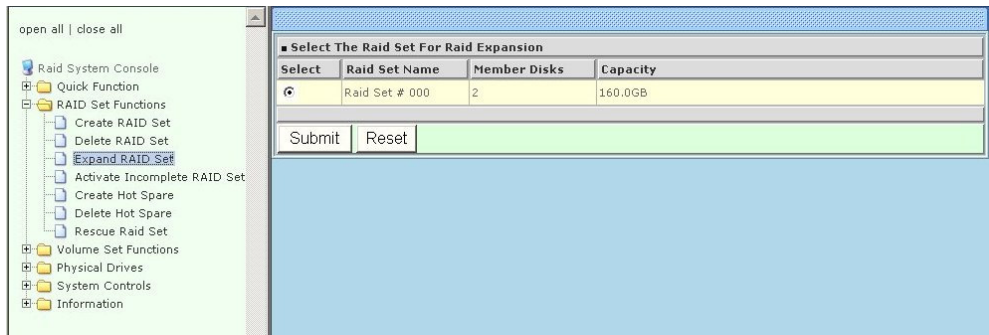 open all | close all
Raid System Console
Quick Function
RAID Set Functions
Create RAID Set
Delete RAID Set
Expand RAID Set
Activate Incomplete RAID Set
Create Hot Spare
Delete Hot Spare
Rescue Raid Set
Volume Set Functions
Physical Drives
System Controls
Information
Select The Raid Set For Raid Expansion
Select Raid Set Name Member Disks Capacity
Raid Set # 000 2 160.0GB
Submit Reset